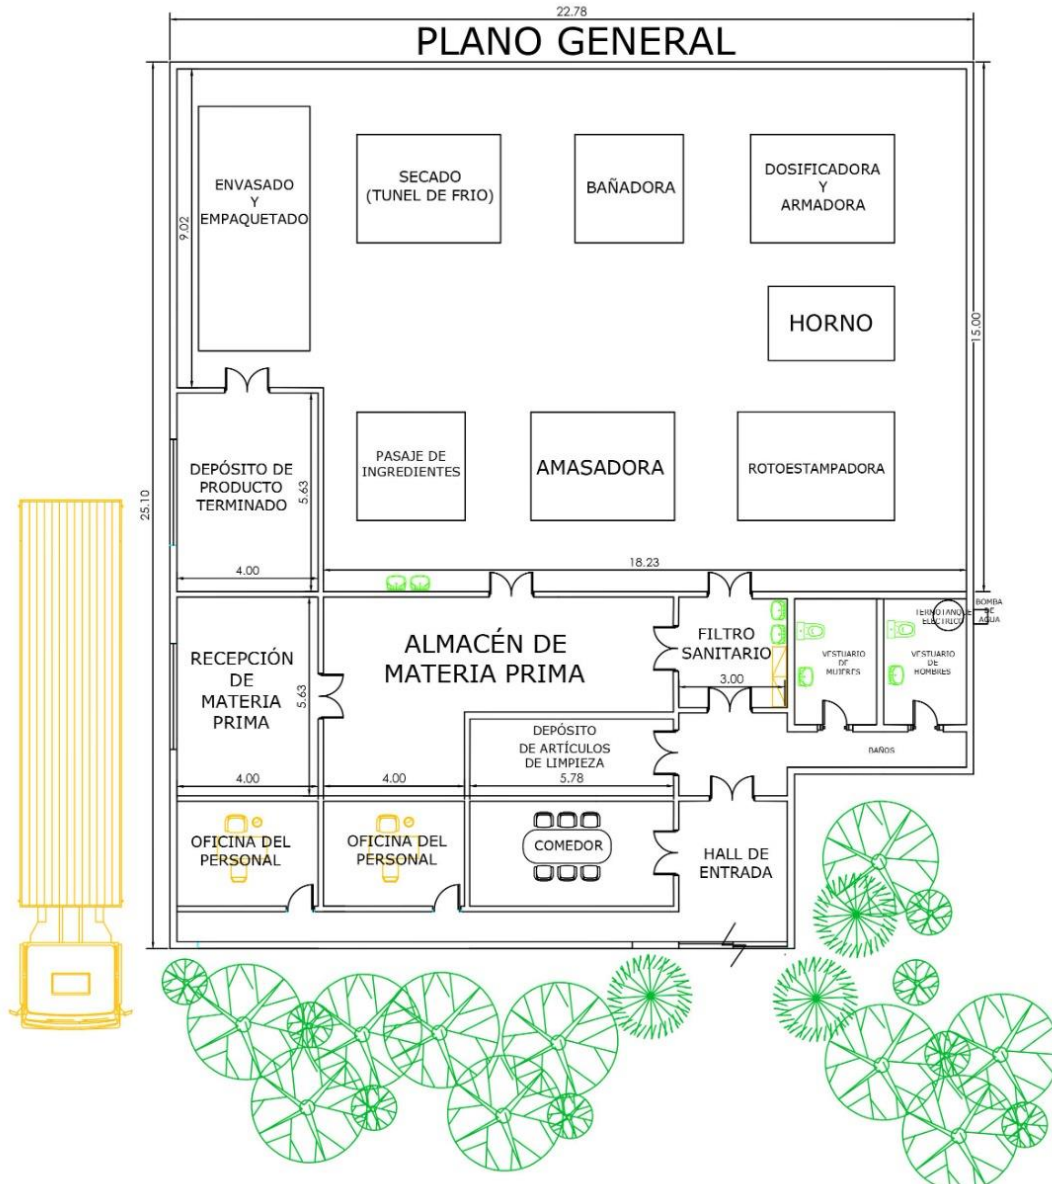 22.78
PLANO GENERAL
ENVASADO
Y
EMPAQUETADO
SECADO
(TUNEL DE FRIO)
BAÑADORA
DOSIFICADORA
Y
ARMADORA
9.02
HORNO
15.00
PASAJE DE
INGREDIENTES
AMASADORA
ROTOESTAMPADORA
DEPÓSITO DE
PRODUCTO
TERMINADO
5.63
25.10
4.00
18.23
RECEPCIÓN
DE
MATERIA
PRIMA
5.63
4.00
ALMACÉN DE
MATERIA PRIMA
4.00
FILTRO
SANITARIO
3.00
VESTUARIO
DE
MUJERES
TERMOTANQUE
ELECTRICO
BOMBA
DE
AGUA
VESTUARIO
DE
HOMBRES
DEPÓSITO
DE ARTÍCULOS
DE LIMPIEZA
5.78
BAÑOS
OFICINA DEL
PERSONAL
OFICINA DEL
PERSONAL
COMEDOR
HALL DE
ENTRADA